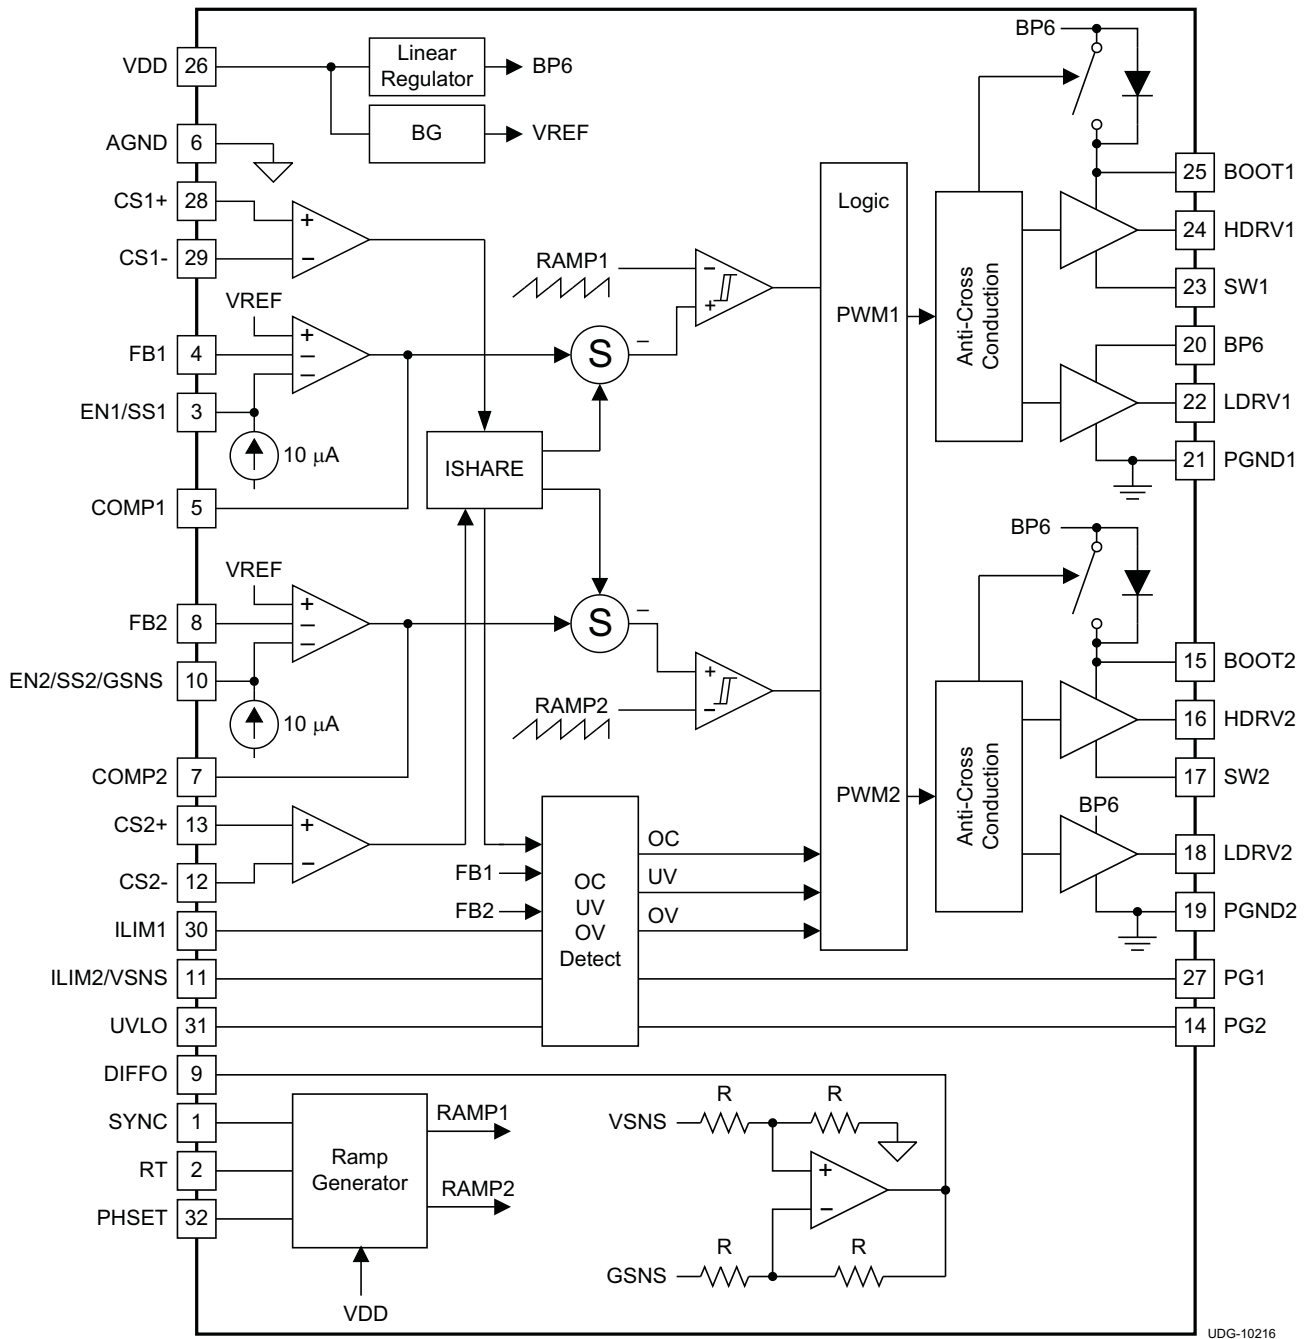 BP6
VDD 26
Linear
Regulator
BP6
BG
VREF
AGND 6
CS1+ 28
+
CS1- 29
−
VREF
+
FB1 4
−
−
EN1/SS1 3
10 μA
COMP1 5
ISHARE
RAMP1
−
+
S
−
Logic
PWM1
Anti-Cross
Conduction
25 BOOT1
24 HDRV1
23 SW1
20 BP6
22 LDRV1
21 PGND1
BP6
VREF
+
FB2 8
−
−
EN2/SS2/GSNS 10
10 μA
COMP2 7
S
−
+
−
RAMP2
PWM2
Anti-Cross
Conduction
15 BOOT2
16 HDRV2
17 SW2
BP6
18 LDRV2
19 PGND2
CS2+ 13
+
CS2- 12
−
FB1
FB2
OC
UV
OV
Detect
OC
UV
OV
ILIM1 30
ILIM2/VSNS 11
27 PG1
UVLO 31
14 PG2
DIFFO 9
SYNC 1
RT 2
PHSET 32
Ramp
Generator
RAMP1
RAMP2
VDD
R
R
VSNS
+
−
R
R
GSNS
UDG-10216